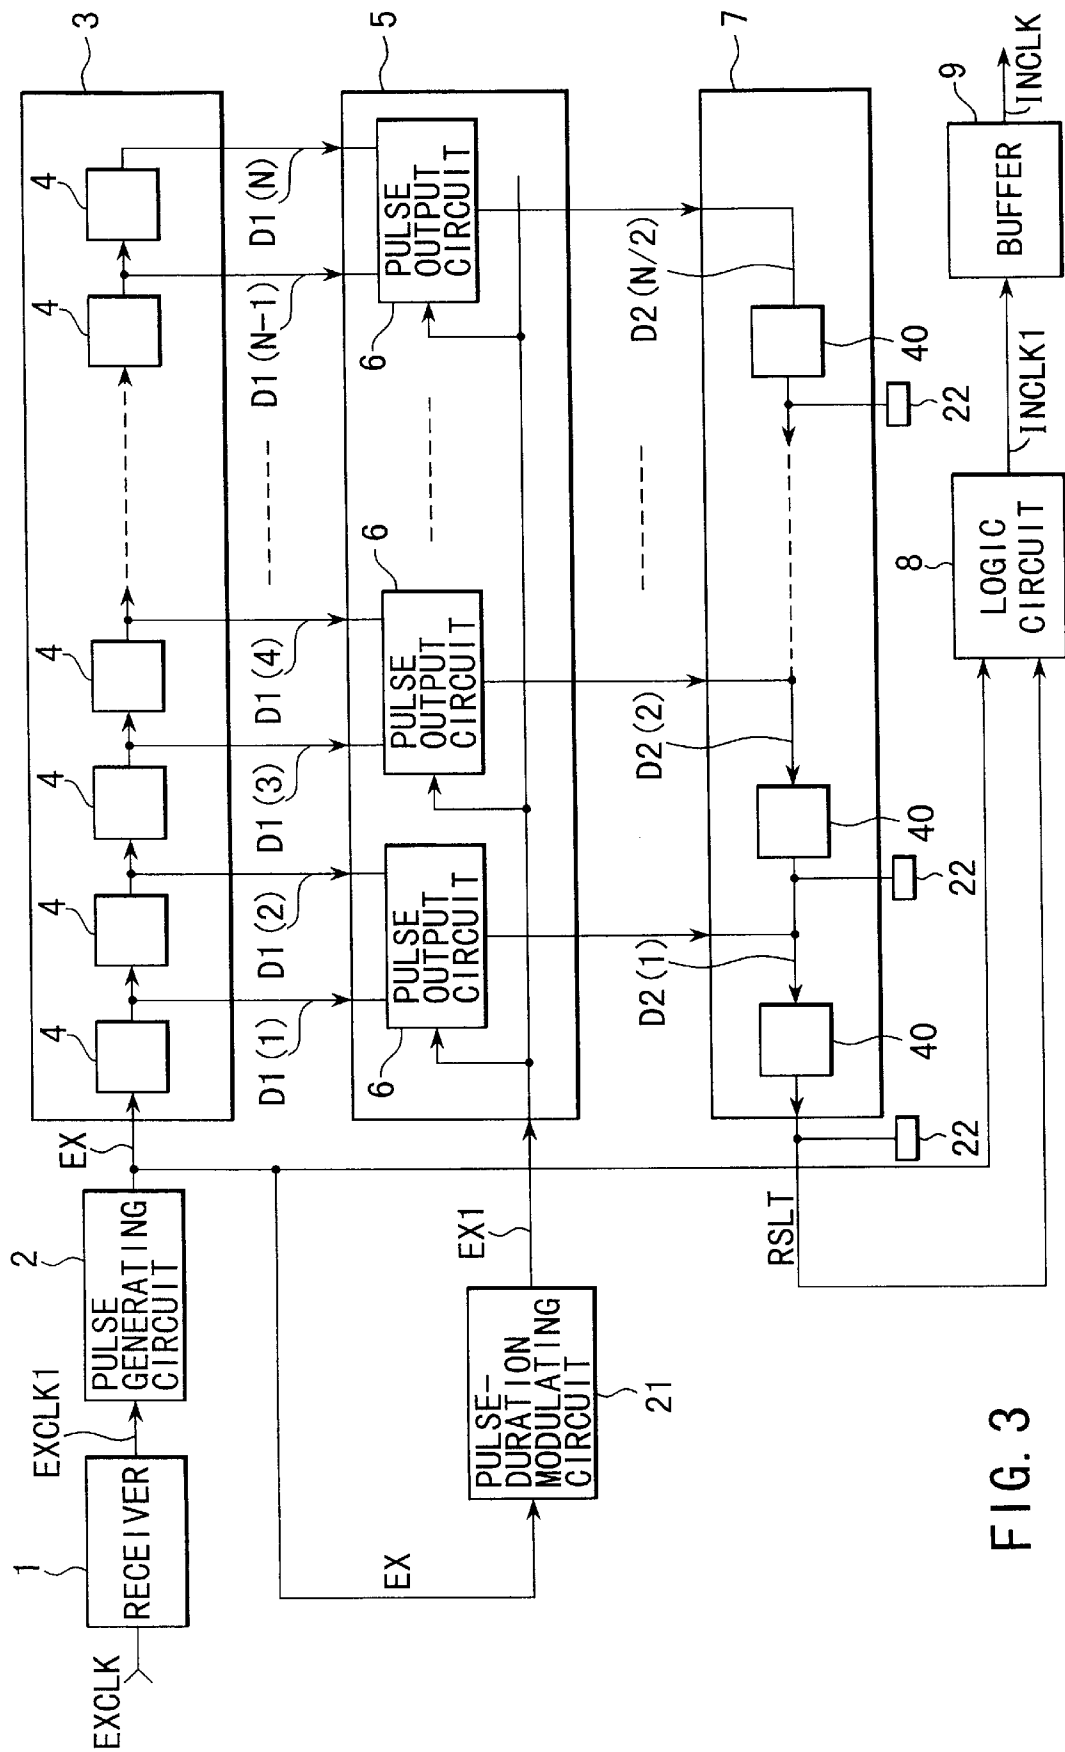 3
4
4
4
4
4
4
EX
2
PULSE
GENERATING
CIRCUIT
EXCLK1
1
RECEIVER
EXCLK
D1(1)
D1(2)
D1(3)
D1(4)
D1(N-1)
D1(N)
5
6
PULSE
OUTPUT
CIRCUIT
6
PULSE
OUTPUT
CIRCUIT
6
PULSE
OUTPUT
CIRCUIT
EX1
PULSE-
DURATION
MODULATING
CIRCUIT
21
EX
D2(1)
D2(2)
D2(N/2)
7
40
40
40
22
22
22
RSLT
8
LOGIC
CIRCUIT
INCLK1
9
BUFFER
INCLK
FIG. 3